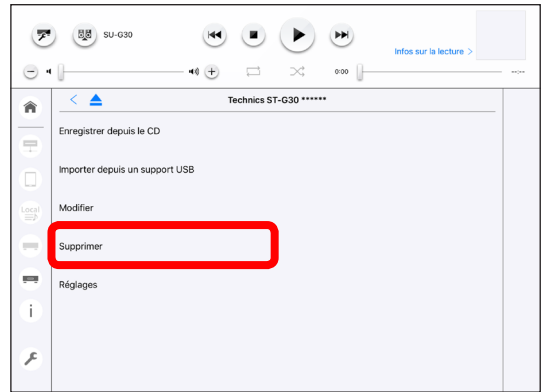 SU-G30
Infos sur la lecture >
0:00
--:--
Technics ST-G30 ******
Enregistrer depuis le CD
Importer depuis un support USB
Modifier
Local
Supprimer
Réglages
i